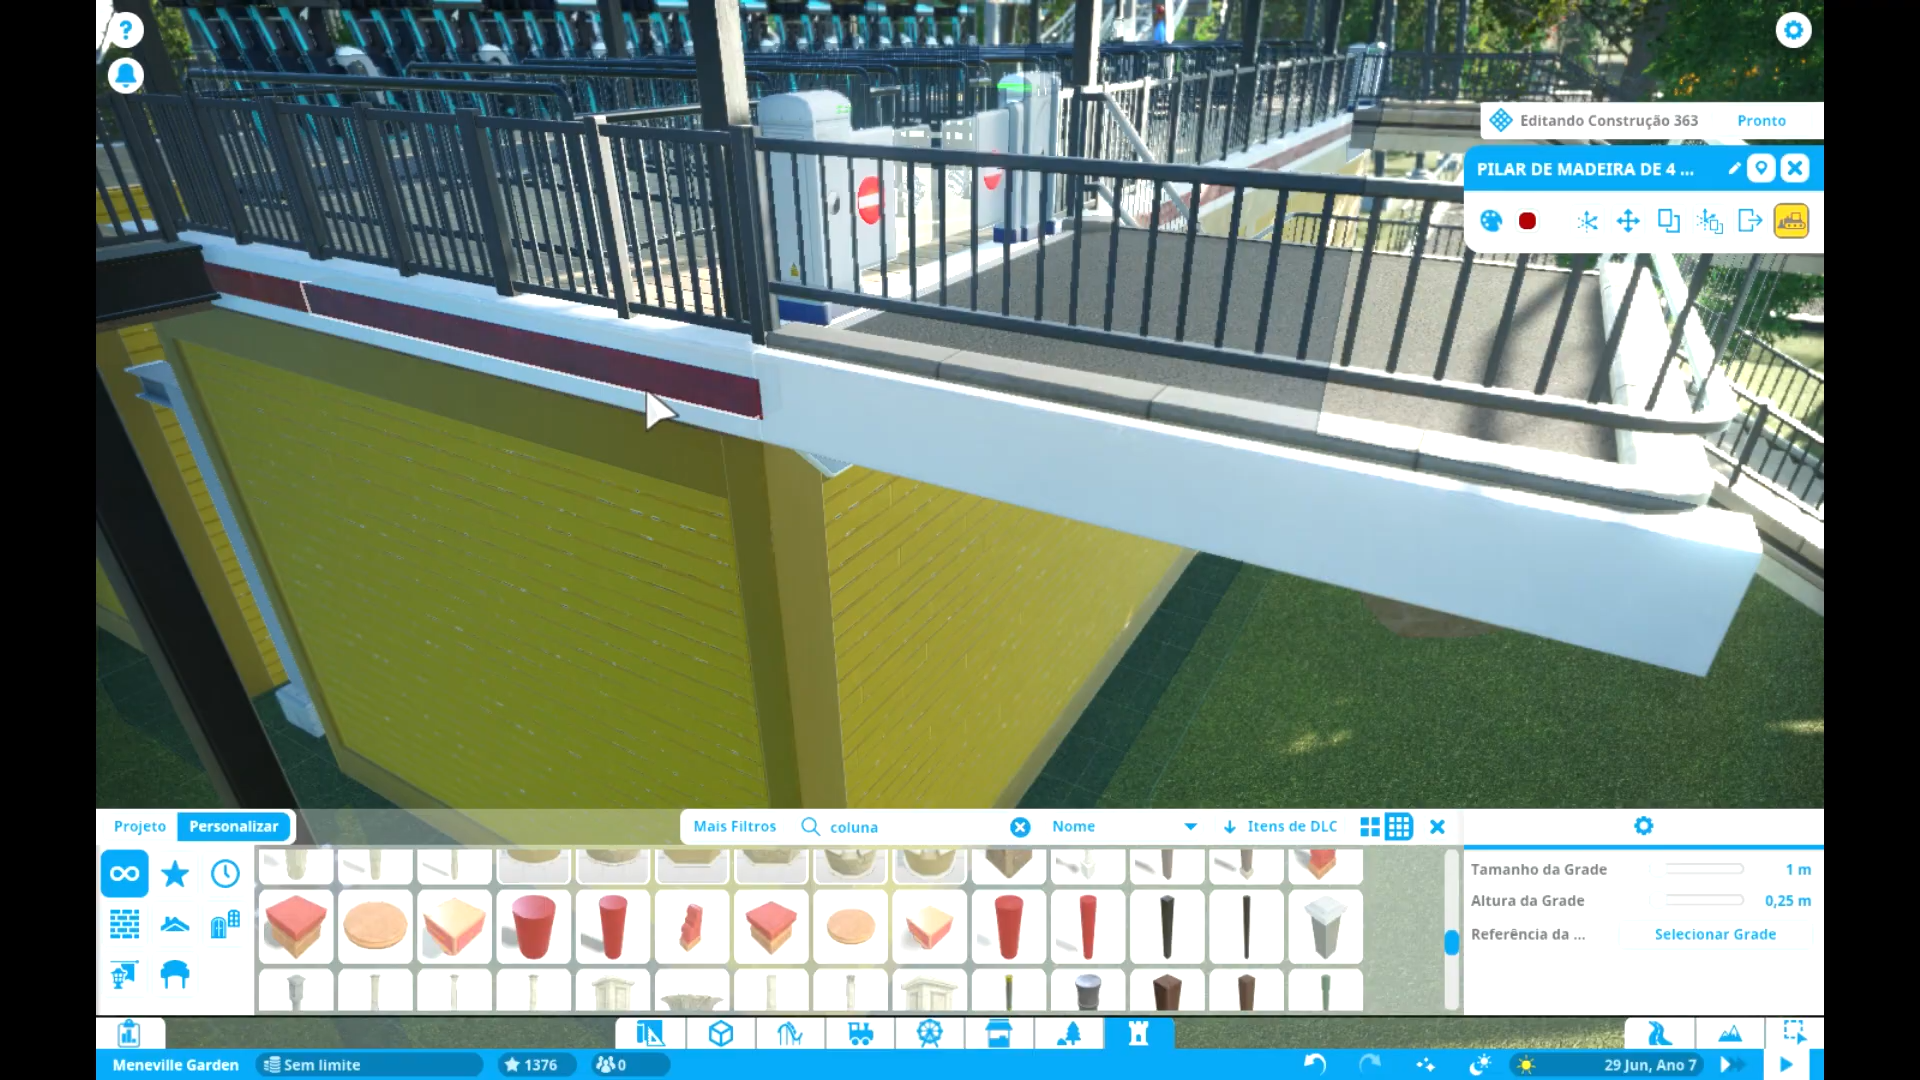 ?
Editando Construção 363
Pronto
PILAR DE MADEIRA DE 4 ...
Projeto
Personalizar
Mais Filtros
coluna
Nome
Itens de DLC
Tamanho da Grade
1 m
Altura da Grade
0,25 m
Referência da ...
Selecionar Grade
Meneville Garden
Sem limite
1376
0
29 Jun, Ano 7